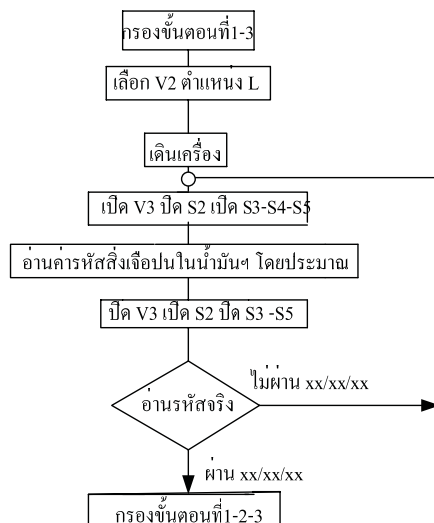 กรองขั้นตอนที่1-3
เลือก V2 ตำแหน่ง L
เดินเครื่อง
เปิด V3 ปิด S2 เปิด S3-S4-S5
อ่านค่ารหัสสิ่งเจือปนในน้ำมันฯ โดยประมาณ
ปิด V3 เปิด S2 ปิด S3 -S5
อ่านรหัสจริง
ไม่ผ่าน xx/xx/xx
ผ่าน xx/xx/xx
กรองขั้นตอนที่1-2-3